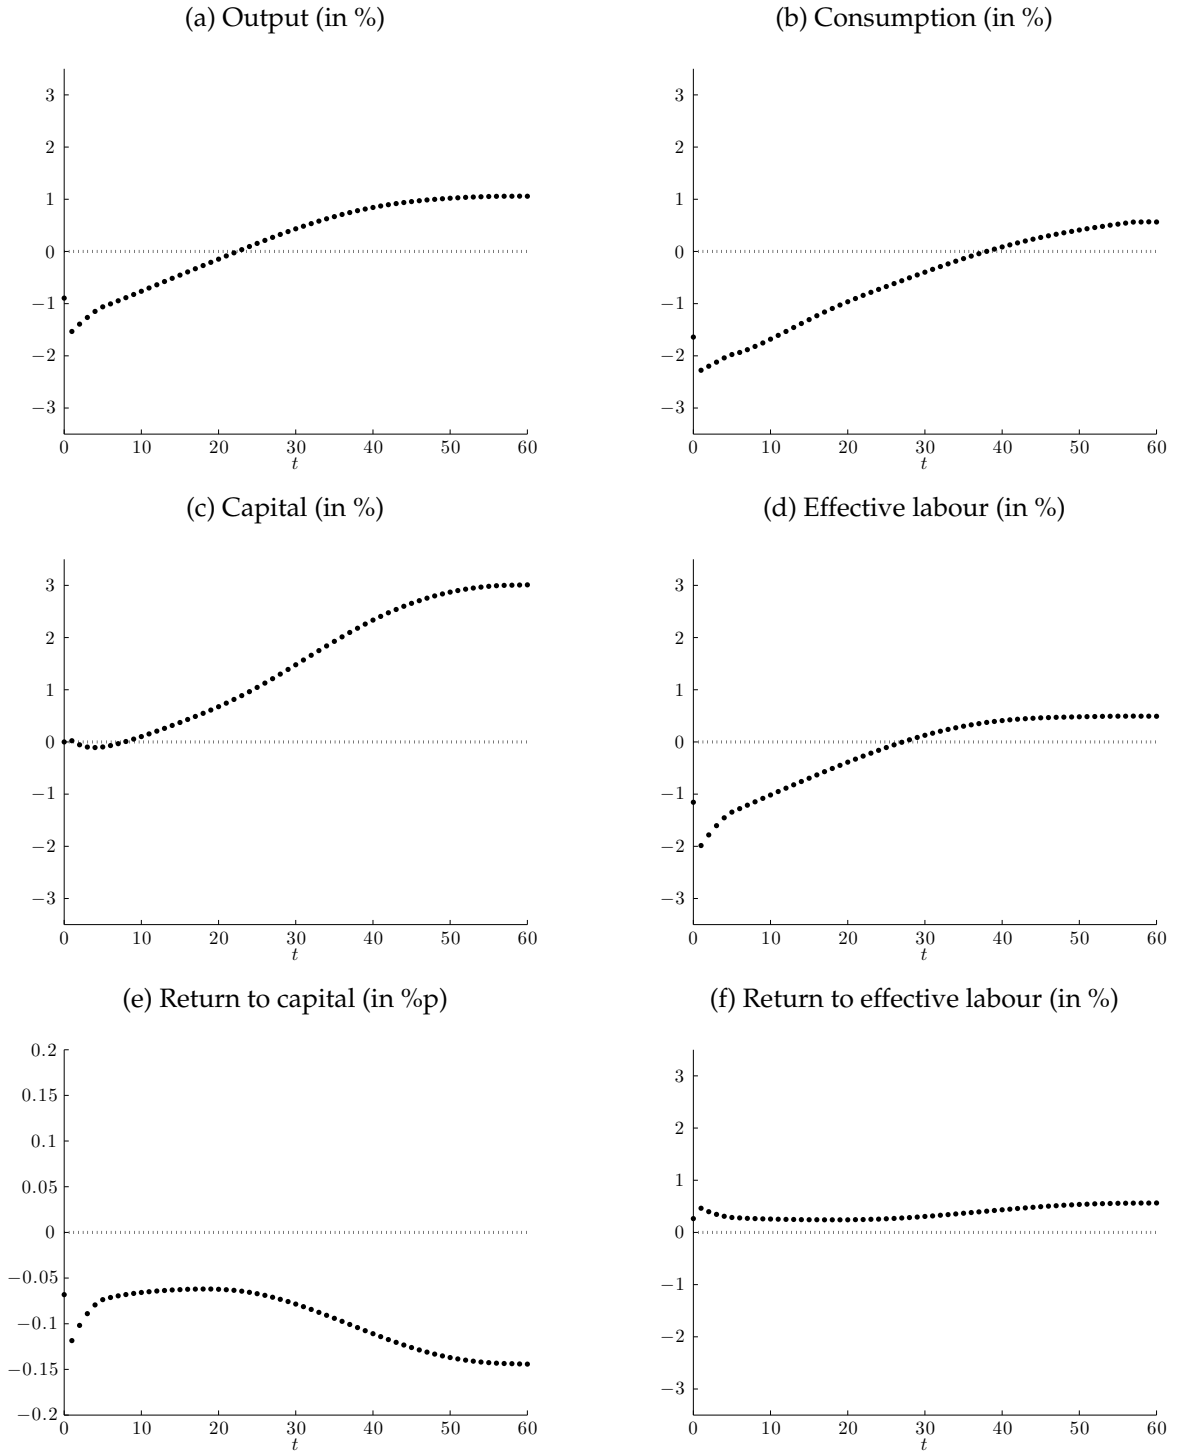 (a) Output (in %)
(b) Consumption (in %)
3
2
1
0
−1
−2
−3
0 10 20 30 40 50 60
t
3
2
1
0
−1
−2
−3
0 10 20 30 40 50 60
t
(c) Capital (in %)
(d) Effective labour (in %)
3
2
1
0
−1
−2
−3
0 10 20 30 40 50 60
t
3
2
1
0
−1
−2
−3
0 10 20 30 40 50 60
t
(e) Return to capital (in %p)
(f) Return to effective labour (in %)
0.2
0.15
0.1
0.05
0
−0.05
−0.1
−0.15
−0.2
0 10 20 30 40 50 60
t
3
2
1
0
−1
−2
−3
0 10 20 30 40 50 60
t